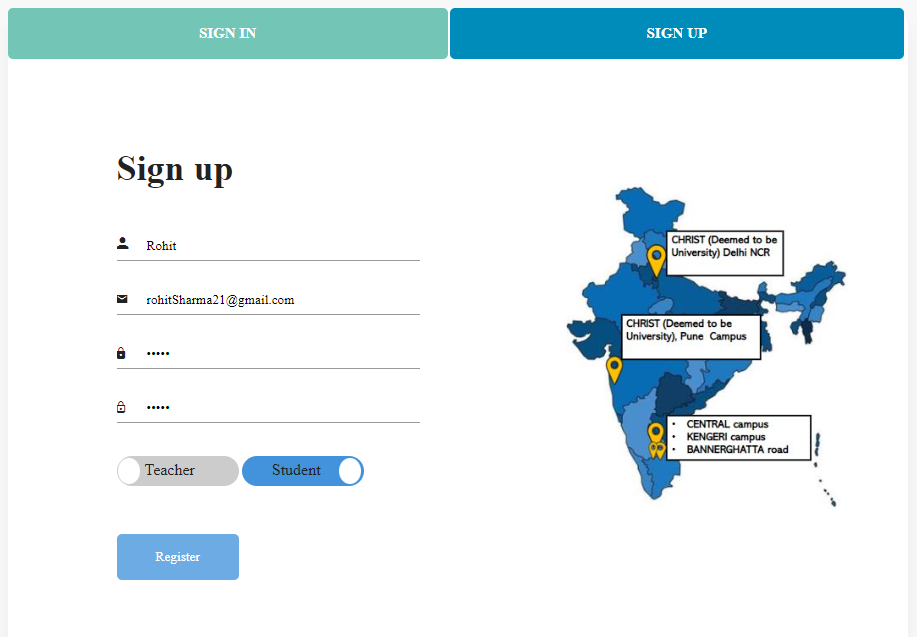 SIGN IN
SIGN UP
Sign up
Rohit
rohitSharma21@gmail.com
•••••
•••••
Teacher
Student
Register
CHRIST (Deemed to be
University) Delhi NCR
CHRIST (Deemed to be
University), Pune Campus
• CENTRAL campus
• KENGERI campus
• BANNERGHATTA road